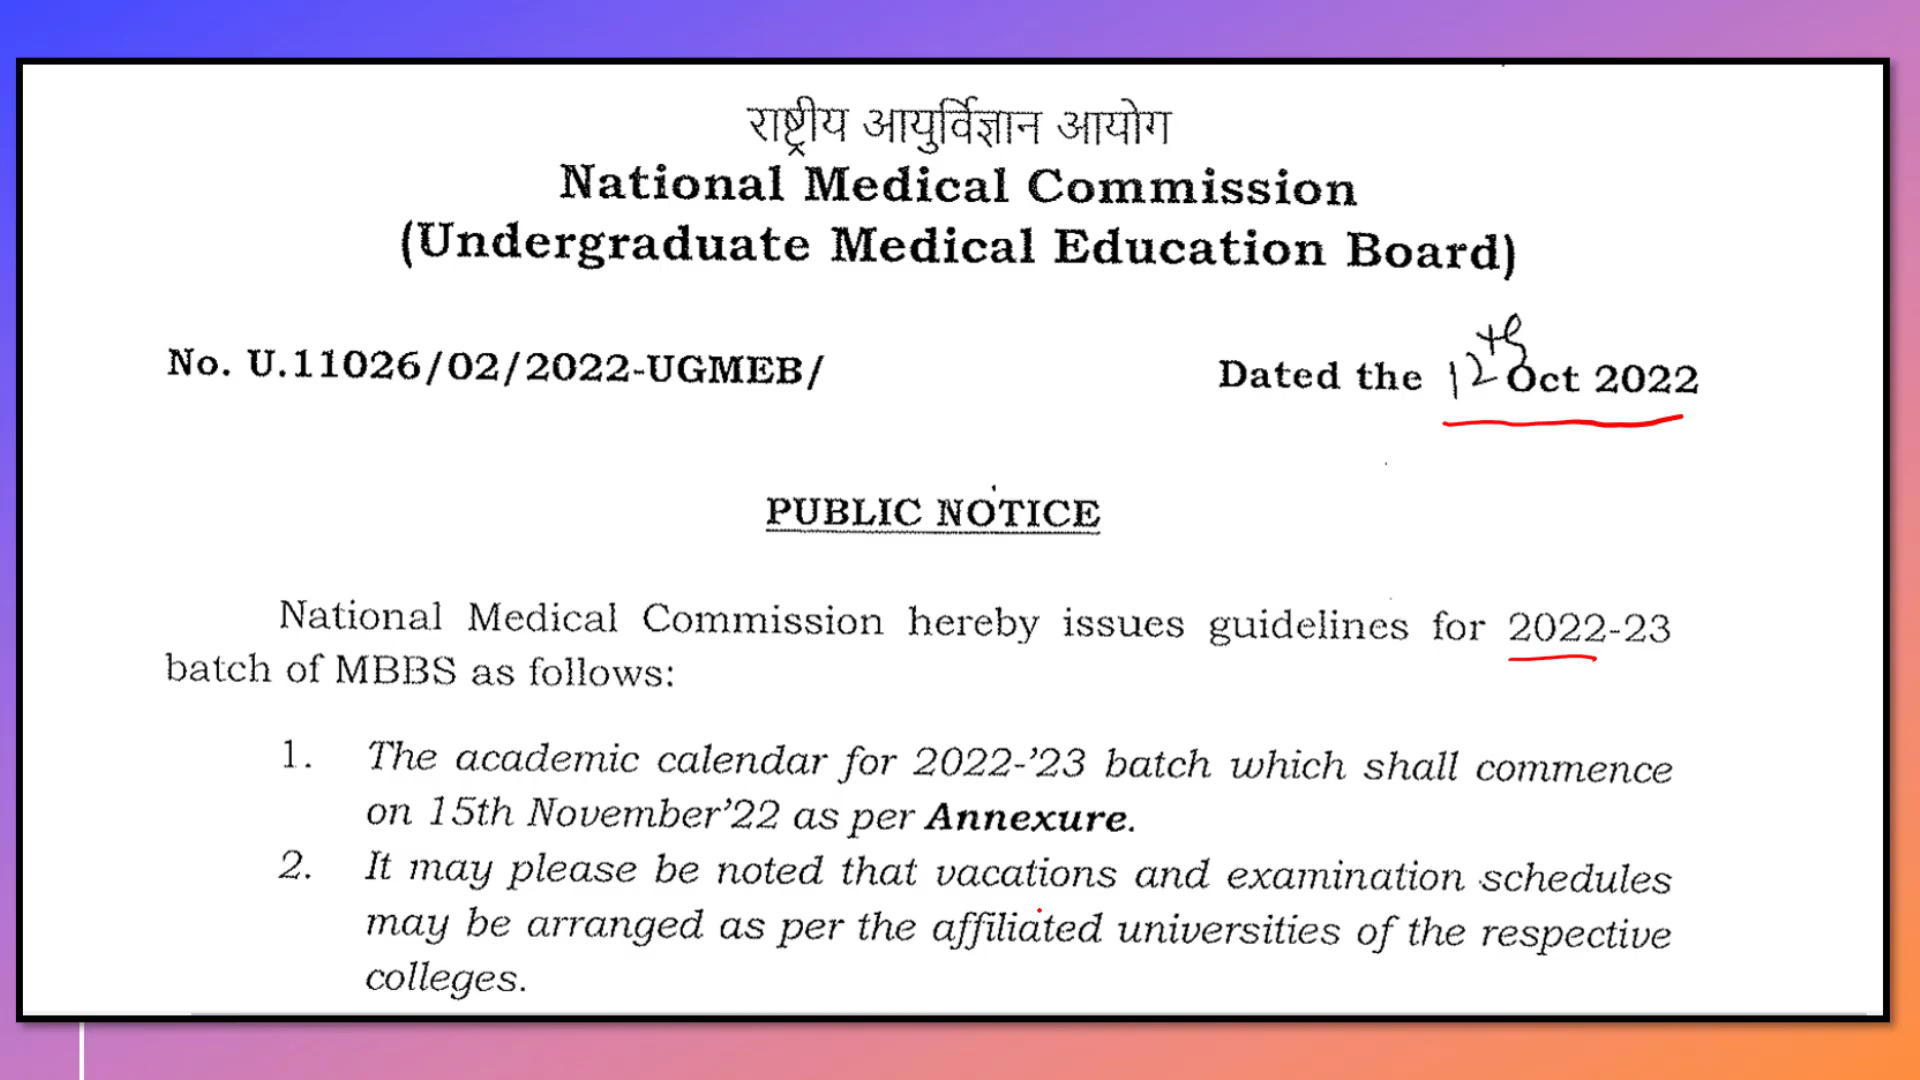 राष्ट्रीय आयुर्विज्ञान आयोग
National Medical Commission
(Undergraduate Medical Education Board)
No. U.11026/02/2022-UGMEB/ Dated the 12th Oct 2022
PUBLIC NOTICE
National Medical Commission hereby issues guidelines for 2022-23
batch of MBBS as follows:
1. The academic calendar for 2022-’23 batch which shall commence
on 15th November’22 as per Annexure.
2. It may please be noted that vacations and examination schedules
may be arranged as per the affiliated universities of the respective
colleges.